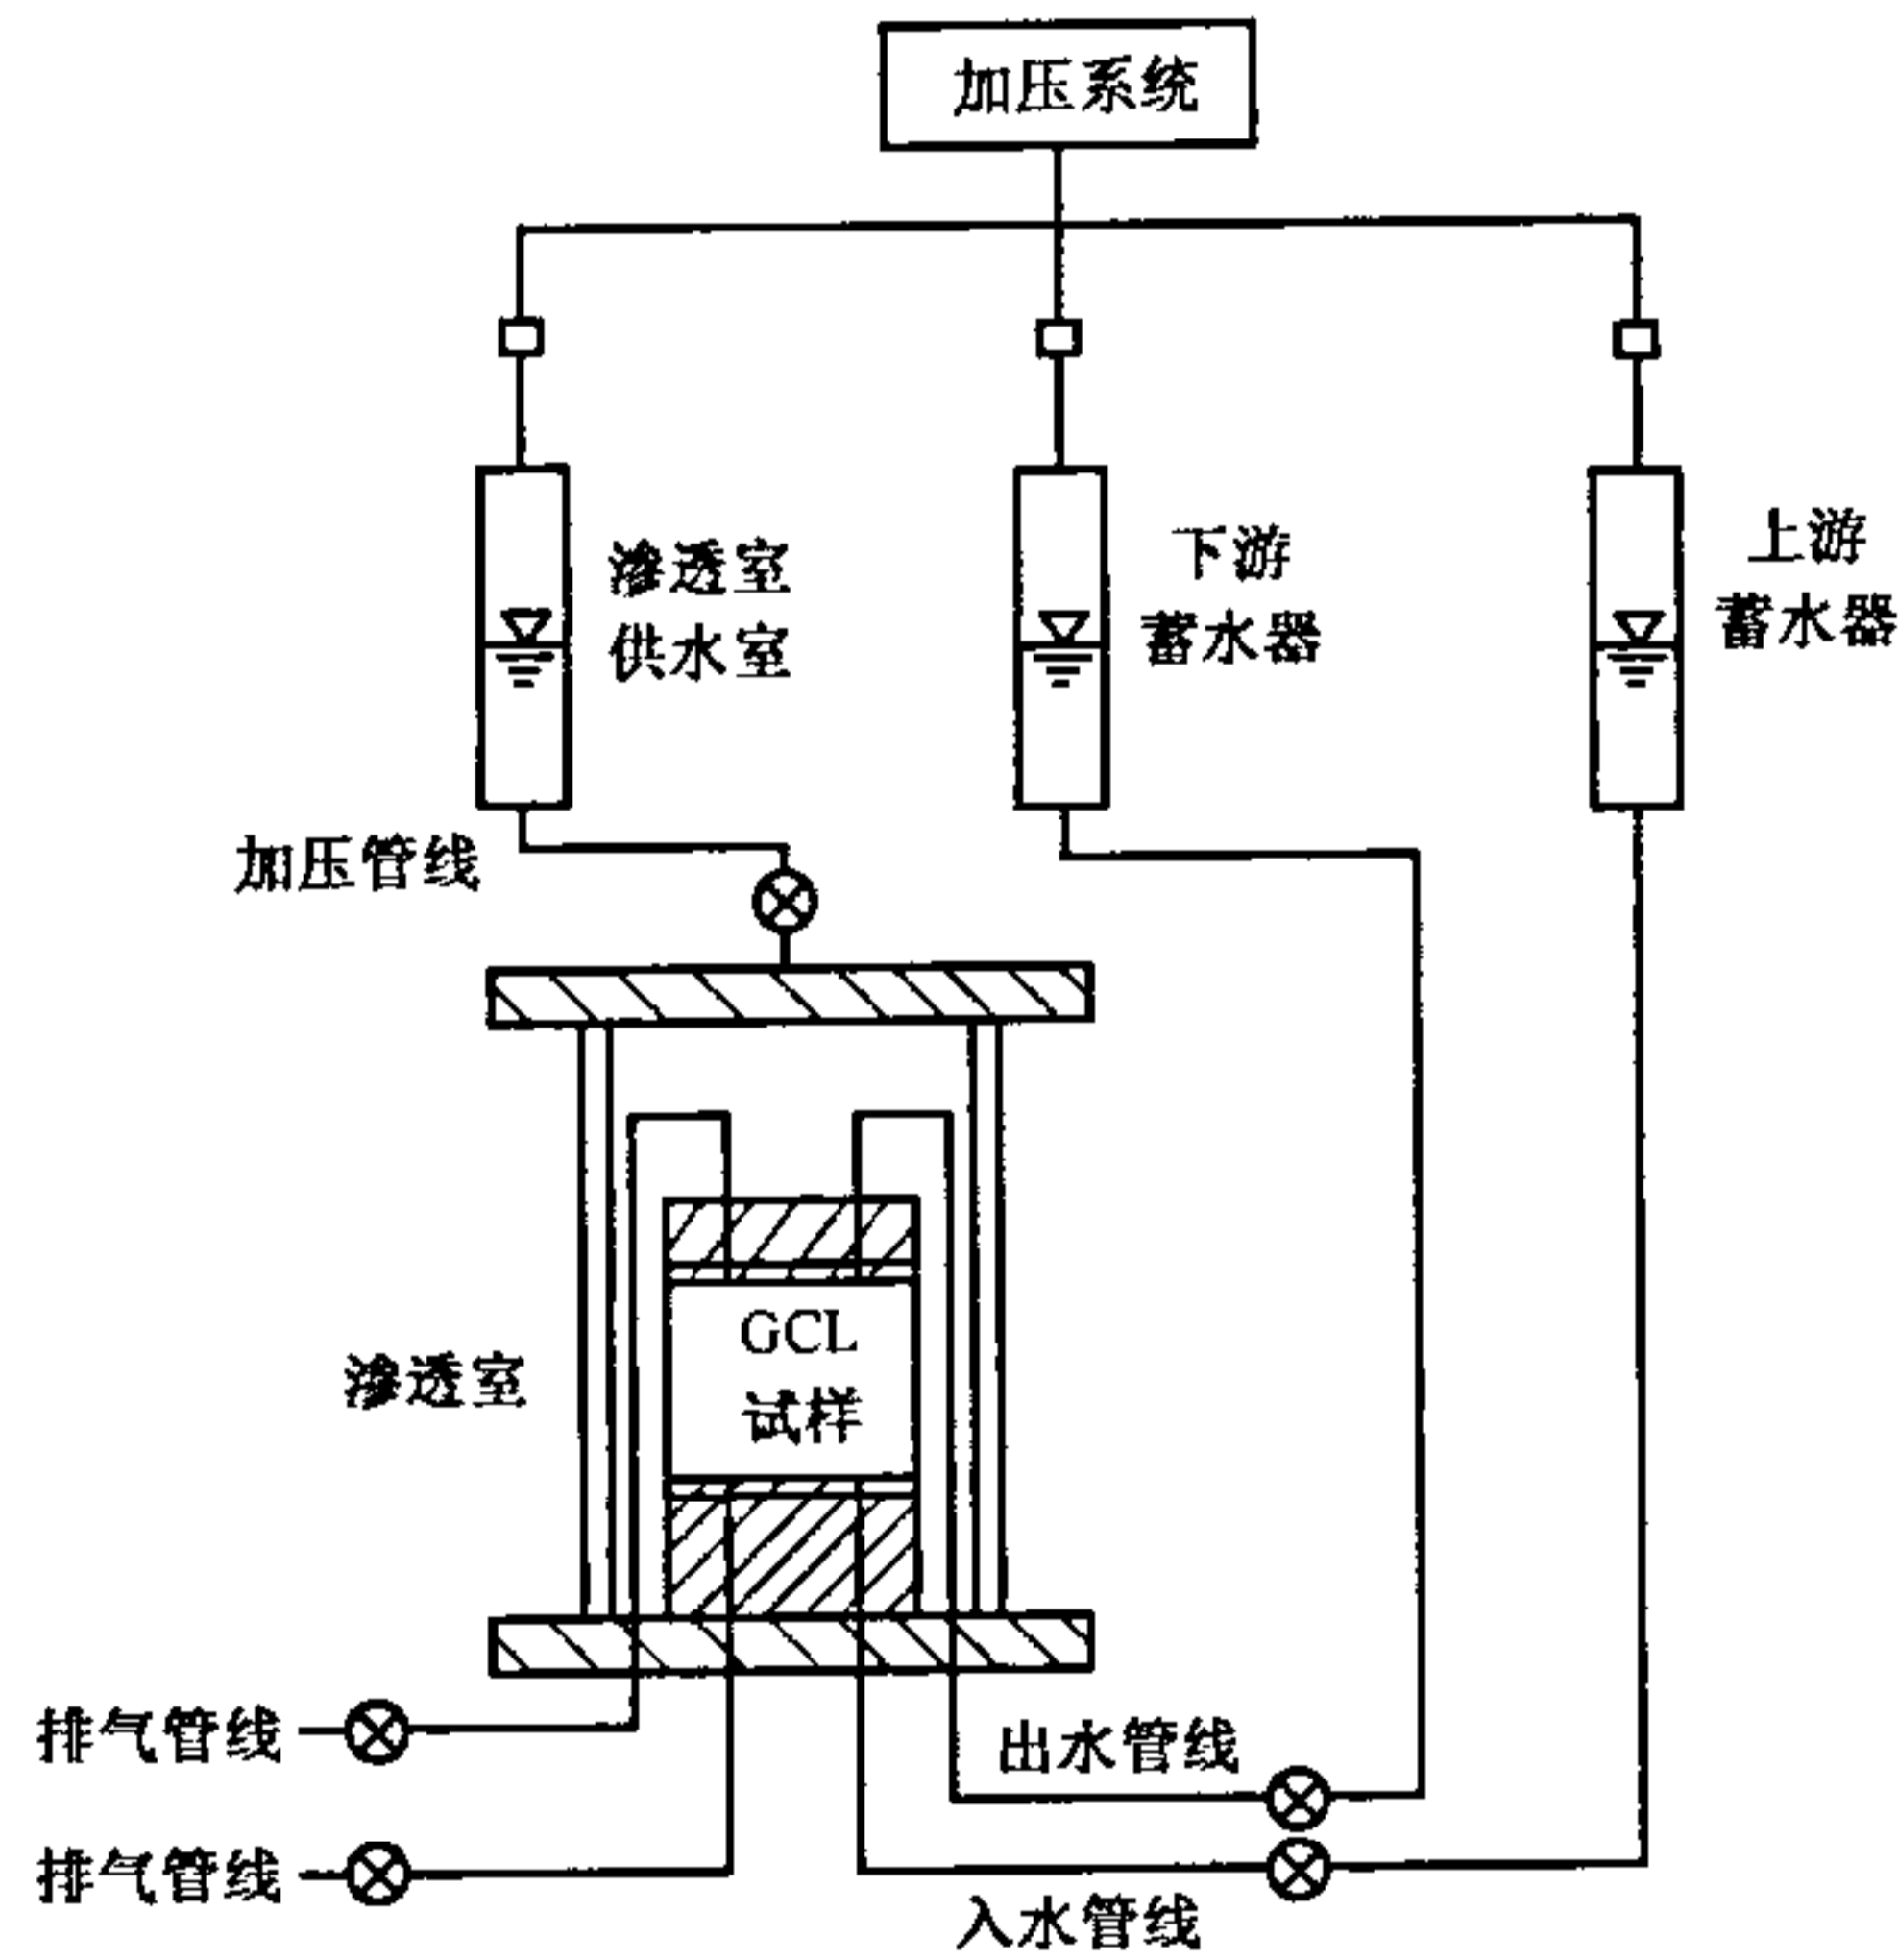 加压系统
渗透室
供水室
下游
蓄水器
上游
蓄水器
加压管线
GCL
试样
渗透室
排气管线
出水管线
排气管线
入水管线